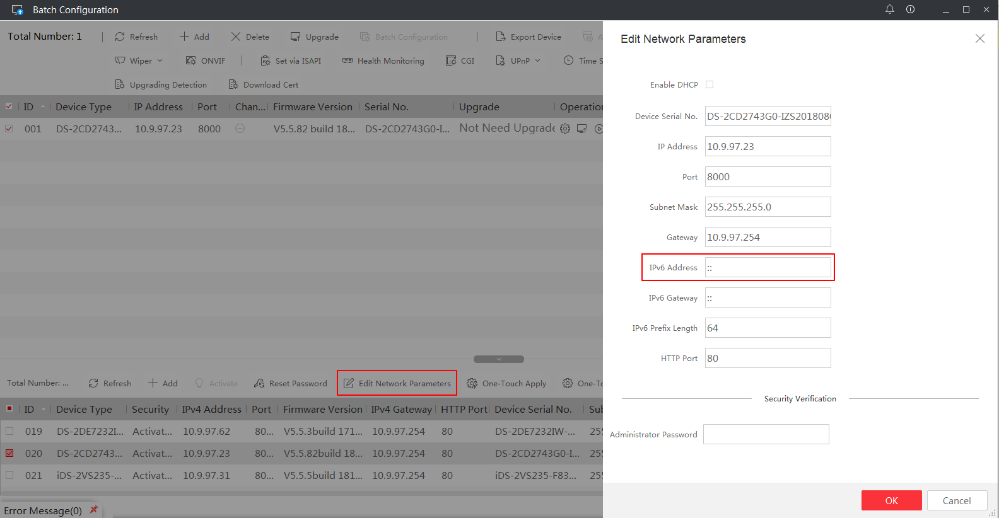 Batch Configuration
Total Number: 1
Refresh
Add
Delete
Upgrade
Batch Configuration
Export Device
A
Wiper
ONVIF
Set via ISAPI
Health Monitoring
CGI
UPnP
Time S
Upgrading Detection
Download Cert
ID Device Type IP Address Port Chan... Firmware Version Serial No. Upgrade Operation
001 DS-2CD2743... 10.9.97.23 8000 V5.5.82 build 18... DS-2CD2743G0-I... Not Need Upgrade
Total Number: ...
Refresh
Add
Activate
Reset Password
Edit Network Parameters
One-Touch Apply
One-To
ID Device Type Security IPv4 Address Port Firmware Version IPv4 Gateway HTTP Port Device Serial No. Sub
019 DS-2DE7232I... Activat... 10.9.97.62 80... V5.5.3build 171... 10.9.97.254 80 DS-2DE7232IW-... 255
020 DS-2CD2743... Activat... 10.9.97.23 80... V5.5.82build 18... 10.9.97.254 80 DS-2CD2743G0-I... 255
021 iDS-2VS235-... Activat... 10.9.97.31 80... V5.5.5build 181... 10.9.97.254 80 iDS-2VS235-F83... 255
Error Message(0)
Edit Network Parameters
Enable DHCP
Device Serial No. DS-2CD2743G0-IZS2018080
IP Address 10.9.97.23
Port 8000
Subnet Mask 255.255.255.0
Gateway 10.9.97.254
IPv6 Address ::
IPv6 Gateway ::
IPv6 Prefix Length 64
HTTP Port 80
Security Verification
Administrator Password
OK
Cancel